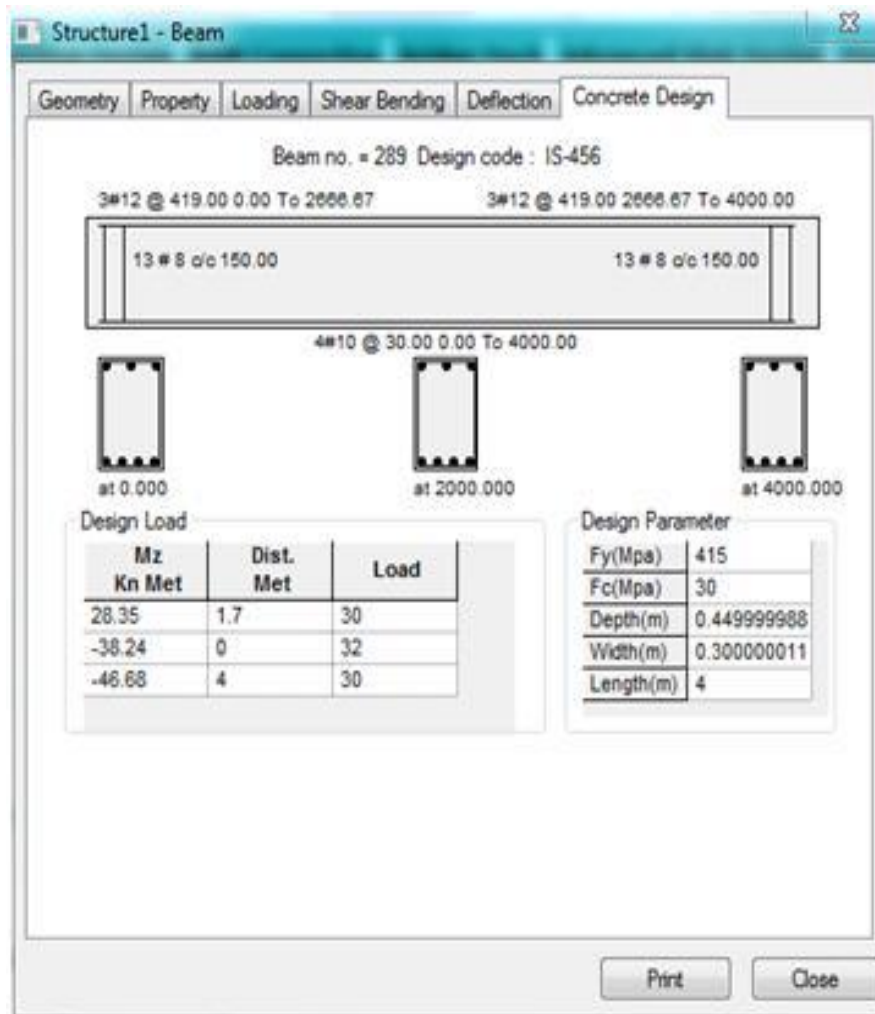 Structure1 - Beam
Geometry Property Loading Shear Bending Deflection Concrete Design
Beam no. = 289 Design code : IS-456
3#12 @ 419.00 0.00 To 2666.67 3#12 @ 419.00 2666.67 To 4000.00
13 # 8 c/c 150.00 13 # 8 c/c 150.00
4#10 @ 30.00 0.00 To 4000.00
at 0.000 at 2000.000 at 4000.000
Design Load Design Parameter
Mz Kn Met Dist. Met Load
28.35 1.7 30
-38.24 0 32
-46.68 4 30
Fy(Mpa) 415
Fc(Mpa) 30
Depth(m) 0.449999988
Width(m) 0.300000011
Length(m) 4
Print Close